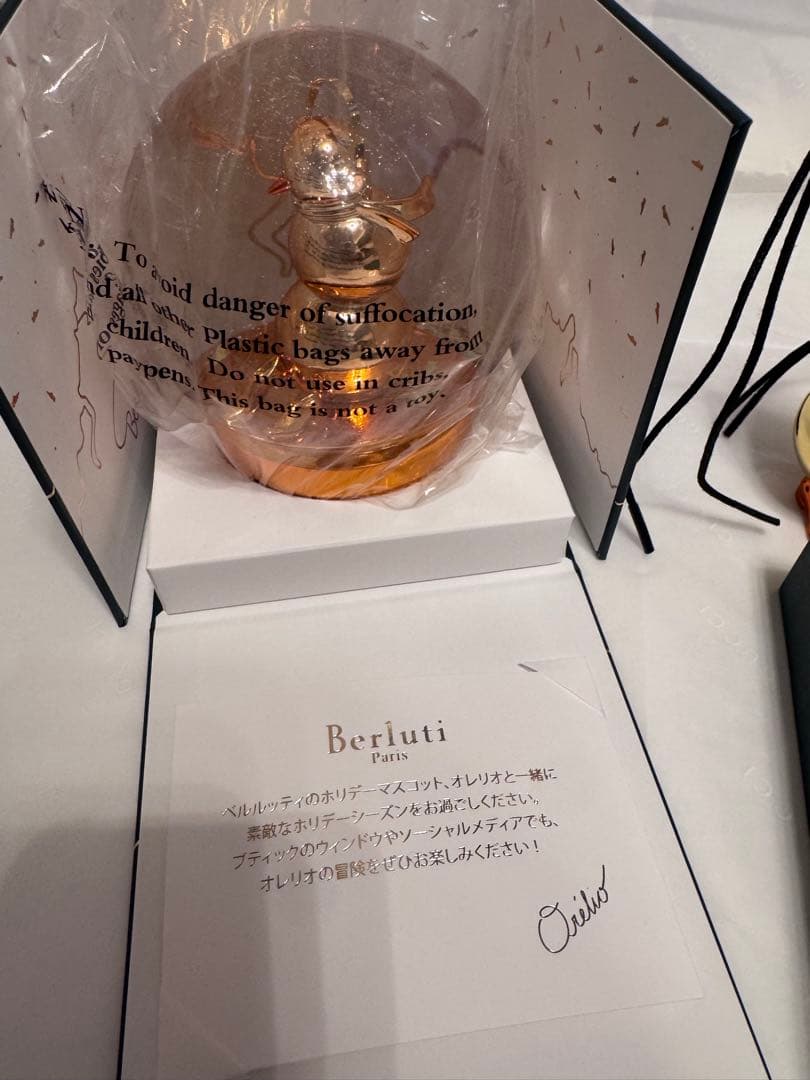 To avoid danger of suffocation,
all other Plastic bags away from
children Do not use in cribs,
This bag is not a toy.
Berluti
Paris
ベルルッティのホリデーマスコット、オレリオと一緒に
素敵なホリデーシーズンをお過ごしください。
ブティックのウィンドウやソーシャルメディアでも、
オレリオの冒険をぜひお楽しみください！
Orélio